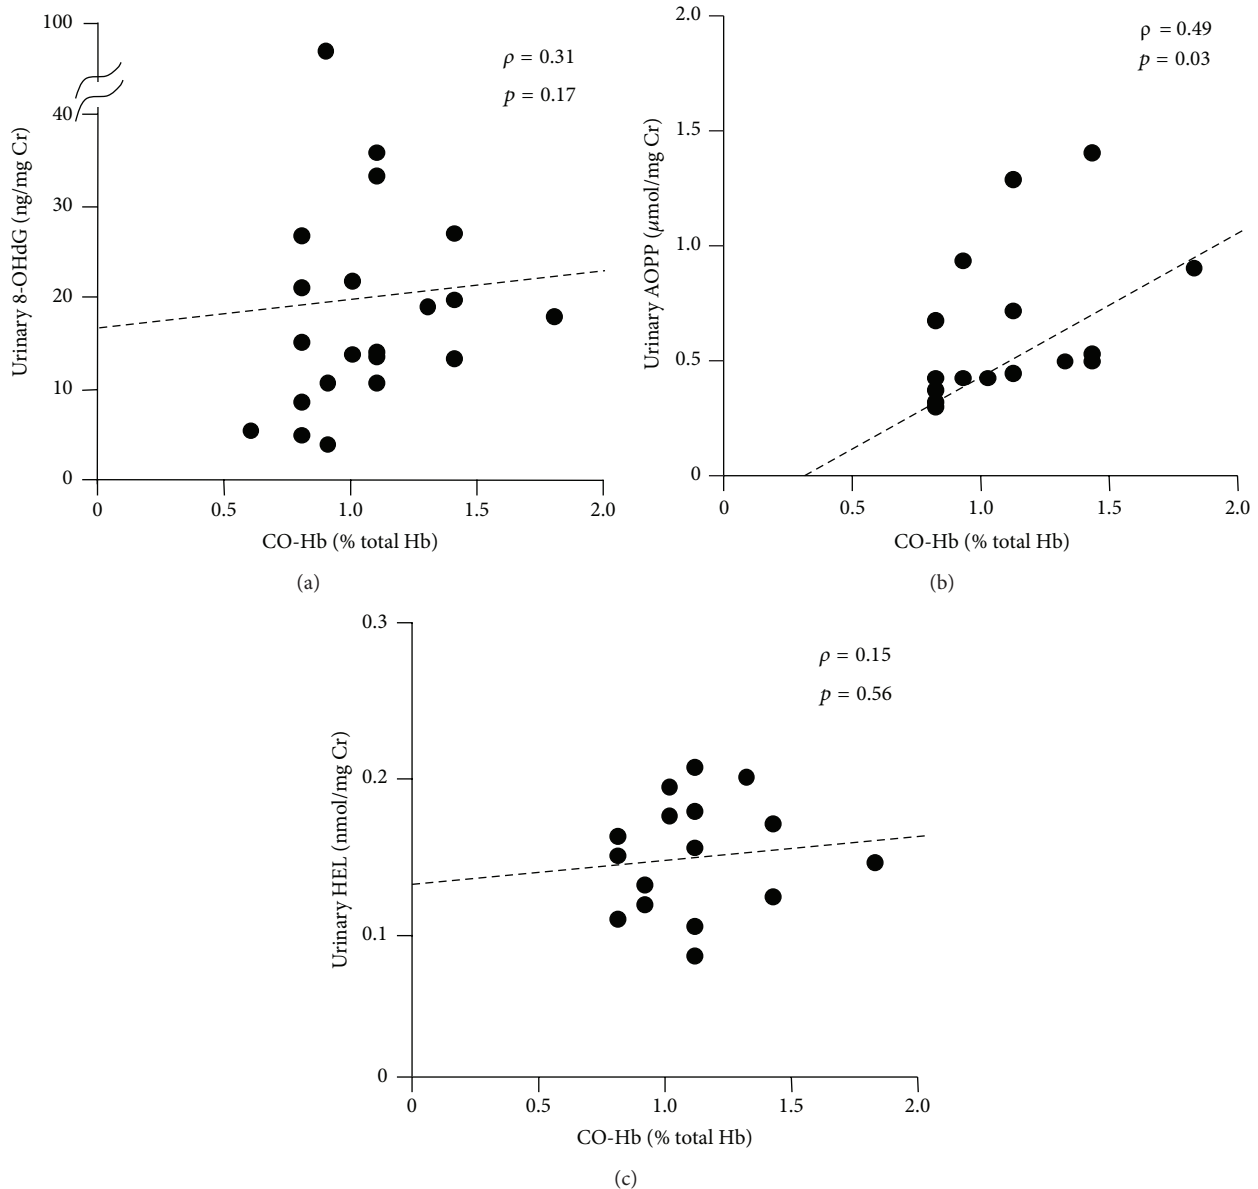 100
40
30
20
10
0
Urinary 8-OHdG (ng/mg Cr)
ρ = 0.31
p = 0.17
0 0.5 1.0 1.5 2.0
CO-Hb (% total Hb)
(a)
2.0
1.5
1.0
0.5
0
Urinary AOPP (μmol/mg Cr)
ρ = 0.49
p = 0.03
0 0.5 1.0 1.5 2.0
CO-Hb (% total Hb)
(b)
0.3
0.2
0.1
0
Urinary HEL (nmol/mg Cr)
ρ = 0.15
p = 0.56
0 0.5 1.0 1.5 2.0
CO-Hb (% total Hb)
(c)